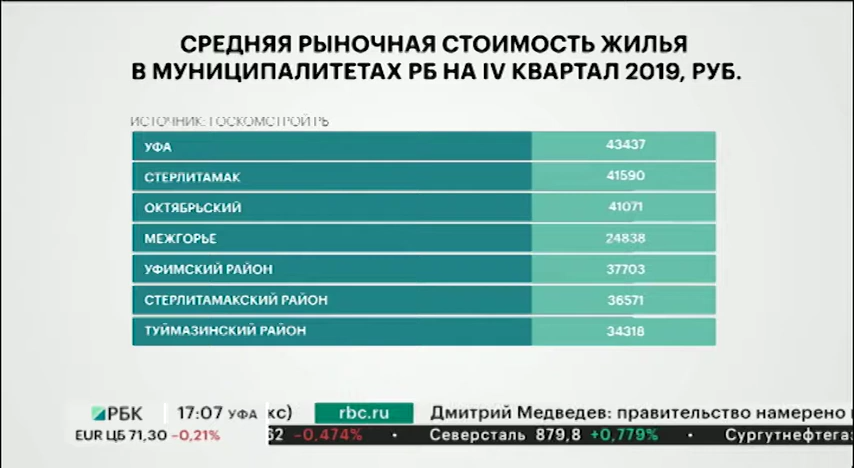 СРЕДНЯЯ РЫНОЧНАЯ СТОИМОСТЬ ЖИЛЬЯ
В МУНИЦИПАЛИТЕТАХ РБ НА IV КВАРТАЛ 2019, РУБ.
ИСТОЧНИК: ГОСКОМСТРОЙ РБ
УФА 43437
СТЕРЛИТАМАК 41590
ОКТЯБРЬСКИЙ 41071
МЕЖГОРЬЕ 24838
УФИМСКИЙ РАЙОН 37703
СТЕРЛИТАМАКСКИЙ РАЙОН 36571
ТУЙМАЗИНСКИЙ РАЙОН 34318
РБК 17:07 УФА кс) rbc.ru Дмитрий Медведев: правительство намерено
EUR ЦБ 71,30 -0,21% 62 -0,474% • Северсталь 879,8 +0,779% • Сургутнефтегаз